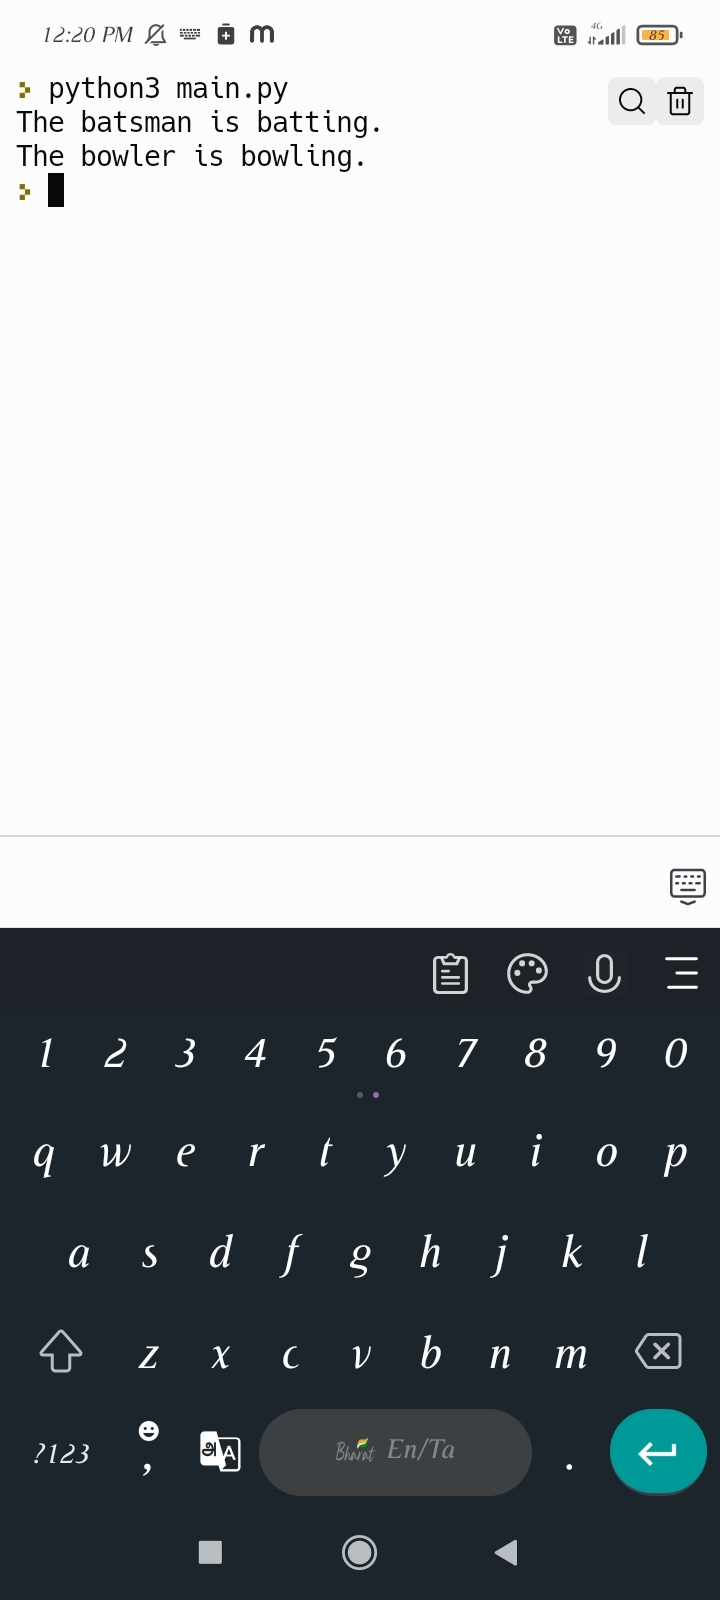 12:20 PM
Vo LTE 4G 85
python3 main.py
The batsman is batting.
The bowler is bowling.
1 2 3 4 5 6 7 8 9 0
q w e r t y u i o p
a s d f g h j k l
z x c v b n m
?123 , அ A Bharat En/Ta .